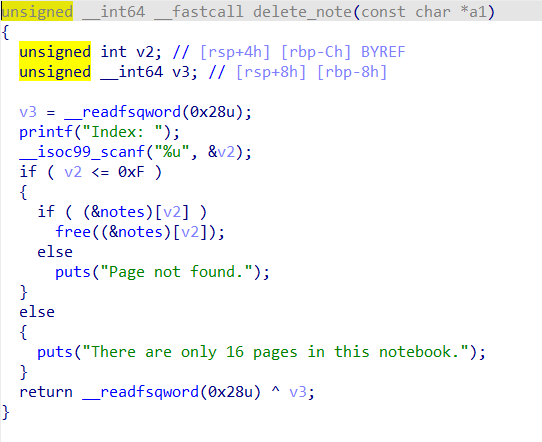 unsigned __int64 __fastcall delete_note(const char *a1)
{
  unsigned int v2; // [rsp+4h] [rbp-Ch] BYREF
  unsigned __int64 v3; // [rsp+8h] [rbp-8h]

  v3 = __readfsqword(0x28u);
  printf("Index: ");
  __isoc99_scanf("%u", &v2);
  if ( v2 <= 0xF )
  {
    if ( (&notes)[v2] )
      free((&notes)[v2]);
    else
      puts("Page not found.");
  }
  else
  {
    puts("There are only 16 pages in this notebook.");
  }
  return __readfsqword(0x28u) ^ v3;
}